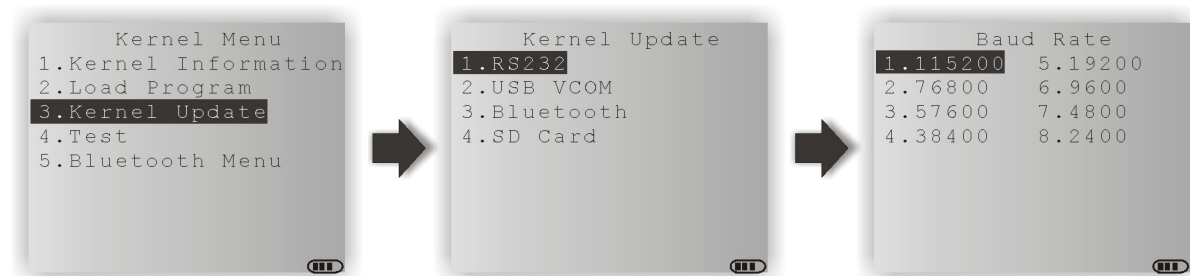 Kernel Menu
1.Kernel Information
2.Load Program
3.Kernel Update
4.Test
5.Bluetooth Menu
Kernel Update
1.RS232
2.USB VCOM
3.Bluetooth
4.SD Card
Baud Rate
1.115200 5.19200
2.76800 6.9600
3.57600 7.4800
4.38400 8.2400